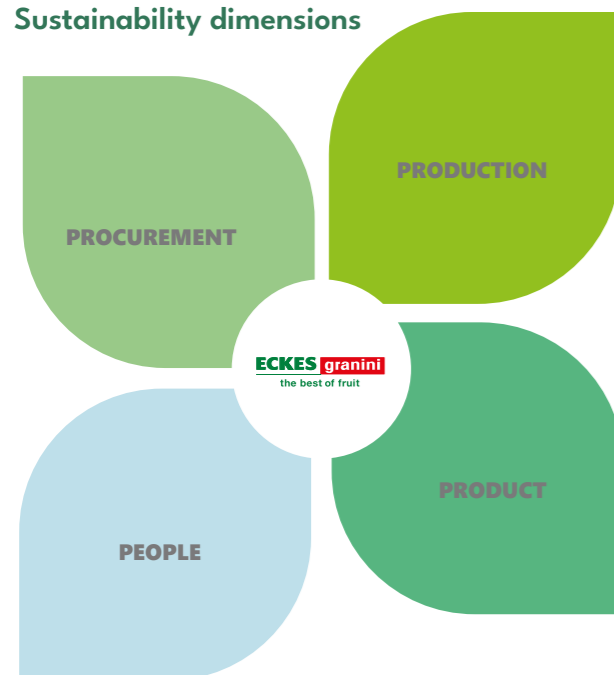 Sustainability dimensions
PRODUCTION
PROCUREMENT
ECKES granini
the best of fruit
PRODUCT
PEOPLE